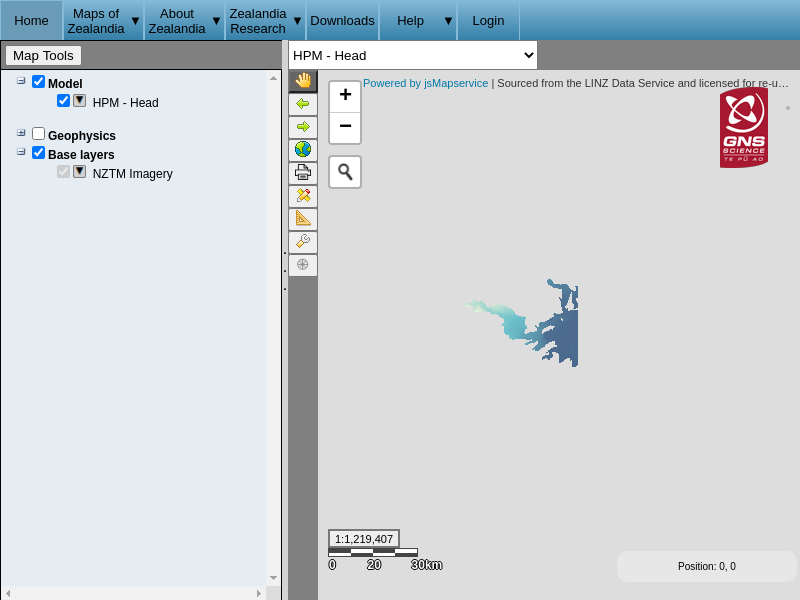 Home
Maps of Zealandia ▼
About Zealandia ▼
Zealandia Research ▼
Downloads
Help ▼
Login
Map Tools
HPM - Head
Model
HPM - Head
Geophysics
Base layers
NZTM Imagery
+
−
Powered by jsMapservice | Sourced from the LINZ Data Service and licensed for re-u…
GNS
SCIENCE
TE PŪ AO
1:1,219,407
0 20 30km
Position: 0, 0